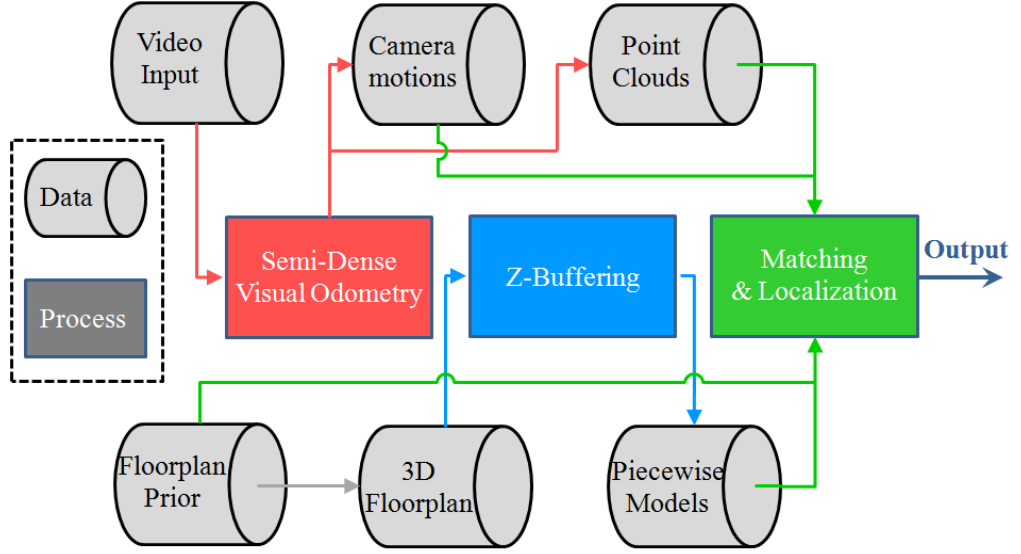 Video
Input
Camera
motions
Point
Clouds
Data
Process
Semi-Dense
Visual Odometry
Z-Buffering
Matching
& Localization
Output
Floorplan
Prior
3D
Floorplan
Piecewise
Models